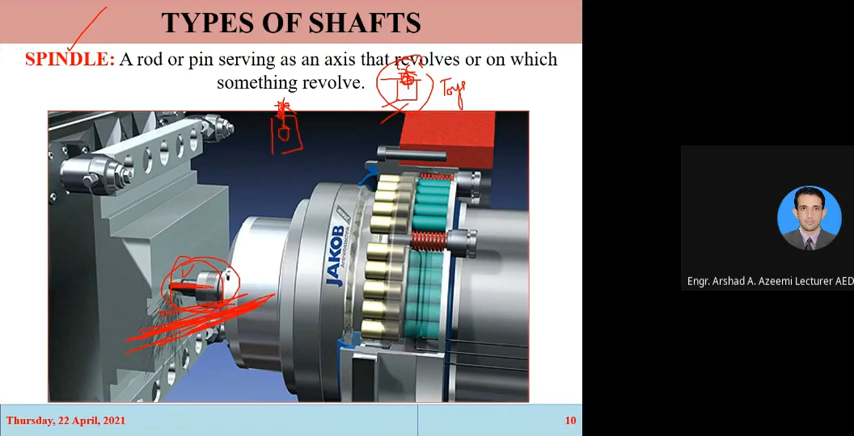 TYPES OF SHAFTS
SPINDLE: A rod or pin serving as an axis that revolves or on which
something revolve.
Toys
JAKOB
Engr. Arshad A. Azeemi Lecturer AED
Thursday, 22 April, 2021
10